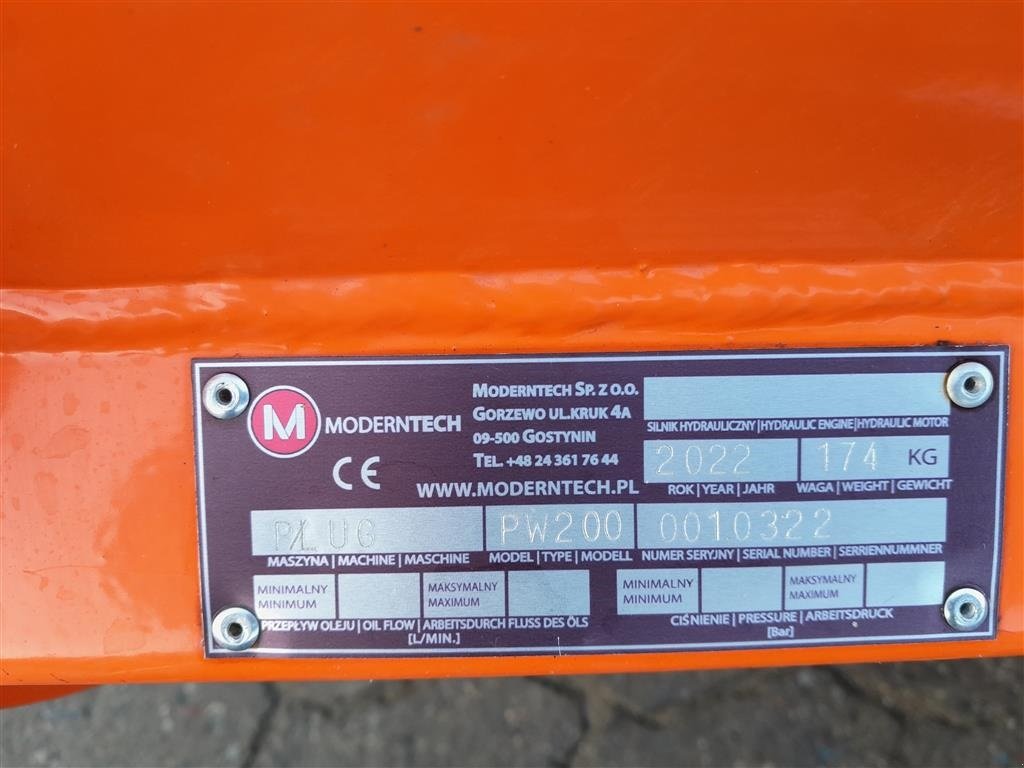 M MODERNTECH
CE
MODERNTECH SP. Z O.O.
GORZEWO UL.KRUK 4A
09-500 GOSTYNIN
TEL. +48 24 361 76 44
WWW.MODERNTECH.PL
SILNIK HYDRAULICZNY|HYDRAULIC ENGINE|HYDRAULIC MOTOR
2022 174 KG
ROK | YEAR | JAHR WAGA | WEIGHT | GEWICHT
PŁUG PW200 0010322
MASZYNA | MACHINE | MASCHINE MODEL | TYPE | MODELL NUMER SERYJNY | SERIAL NUMBER | SERRIENNUMMNER
MINIMALNY MAKSYMALNY MINIMALNY MAKSYMALNY
MINIMUM MAXIMUM MINIMUM MAXIMUM
PRZEPŁYW OLEJU | OIL FLOW | ARBEITSDURCH FLUSS DES ÖLS CIŚNIENIE | PRESSURE | ARBEITSDRUCK
[L/MIN.] [Bar]